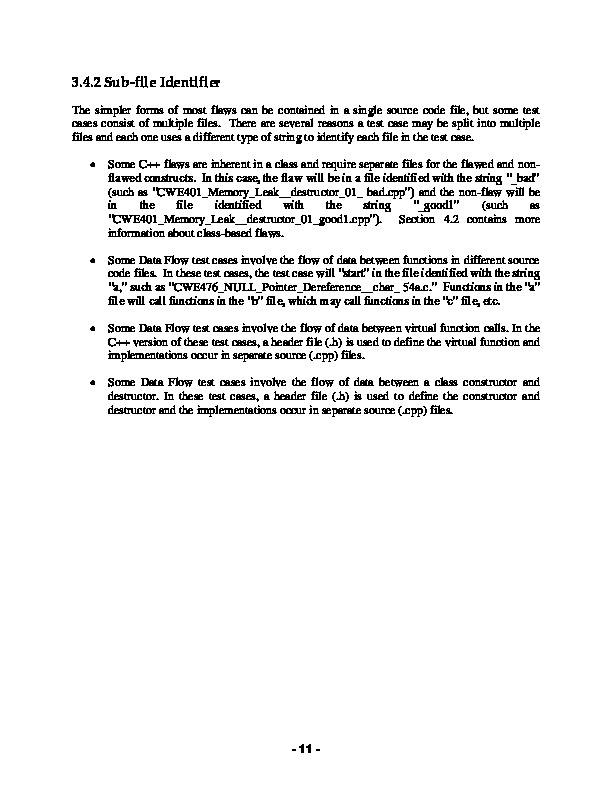 3.4.2 Sub-file Identifier
The simpler forms of most flaws can be contained in a single source code file, but some test
cases consist of multiple files.  There are several reasons a test case may be split into multiple
files and each one uses a different type of string to identify each file in the test case.
• Some C++ flaws are inherent in a class and require separate files for the flawed and non-
flawed constructs.  In this case, the flaw will be in a file identified with the string "_bad"
(such as "CWE401_Memory_Leak__destructor_01_ bad.cpp") and the non-flaw will be
in the file identified with the string "_good1" (such as
"CWE401_Memory_Leak__destructor_01_good1.cpp").  Section 4.2 contains more
information about class-based flaws.
• Some Data Flow test cases involve the flow of data between functions in different source
code files.  In these test cases, the test case will "start" in the file identified with the string
"a," such as "CWE476_NULL_Pointer_Dereference__char_ 54a.c."  Functions in the "a"
file will call functions in the "b" file, which may call functions in the "c" file, etc.
• Some Data Flow test cases involve the flow of data between virtual function calls. In the
C++ version of these test cases, a header file (.h) is used to define the virtual function and
implementations occur in separate source (.cpp) files.
• Some Data Flow test cases involve the flow of data between a class constructor and
destructor. In these test cases, a header file (.h) is used to define the constructor and
destructor and the implementations occur in separate source (.cpp) files.
- 11 -